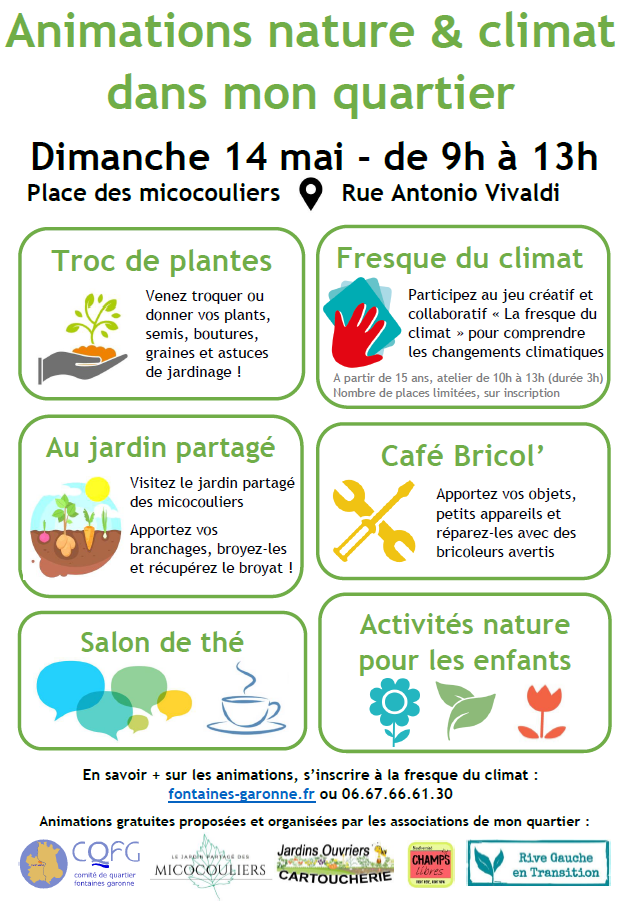 Animations nature & climat
dans mon quartier
Dimanche 14 mai - de 9h à 13h
Place des micocouliers
Rue Antonio Vivaldi
Troc de plantes
Venez troquer ou
donner vos plants,
semis, boutures,
graines et astuces
de jardinage !
Fresque du climat
Participez au jeu créatif et
collaboratif « La fresque du
climat » pour comprendre
les changements climatiques
A partir de 15 ans, atelier de 10h à 13h (durée 3h)
Nombre de places limitées, sur inscription
Au jardin partagé
Visitez le jardin partagé
des micocouliers
Apportez vos
branchages, broyez-les
et récupérez le broyat !
Café Bricol’
Apportez vos objets,
petits appareils et
réparez-les avec des
bricoleurs avertis
Salon de thé
Activités nature
pour les enfants
En savoir + sur les animations, s’inscrire à la fresque du climat :
fontaines-garonne.fr ou 06.67.66.61.30
Animations gratuites proposées et organisées par les associations de mon quartier :
CQFG
comité de quartier
fontaines garonne
LE JARDIN PARTAGÉ DES
MICOCOULIERS
Jardins Ouvriers
CARTOUCHERIE
CHAMPS
libres
Rive Gauche
en Transition